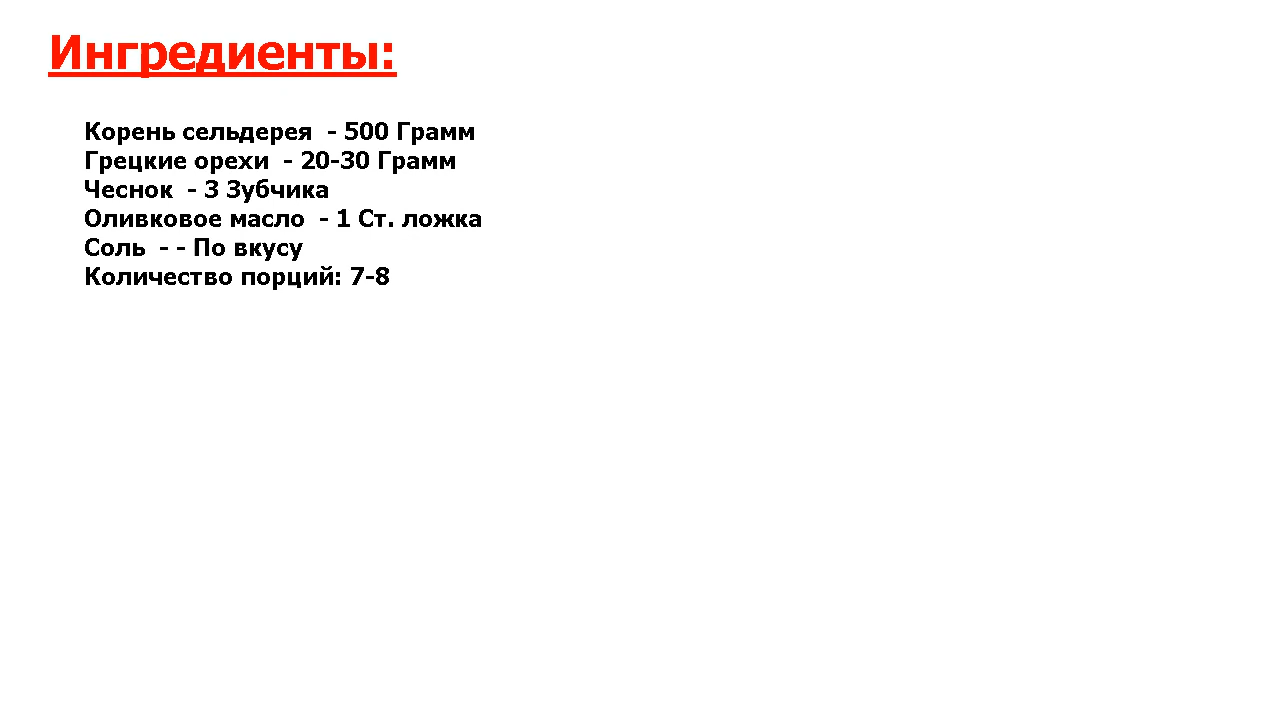 Ингредиенты:
Корень сельдерея  - 500 Грамм
Грецкие орехи  - 20-30 Грамм
Чеснок  - 3 Зубчика
Оливковое масло  - 1 Ст. ложка
Соль  - - По вкусу
Количество порций: 7-8